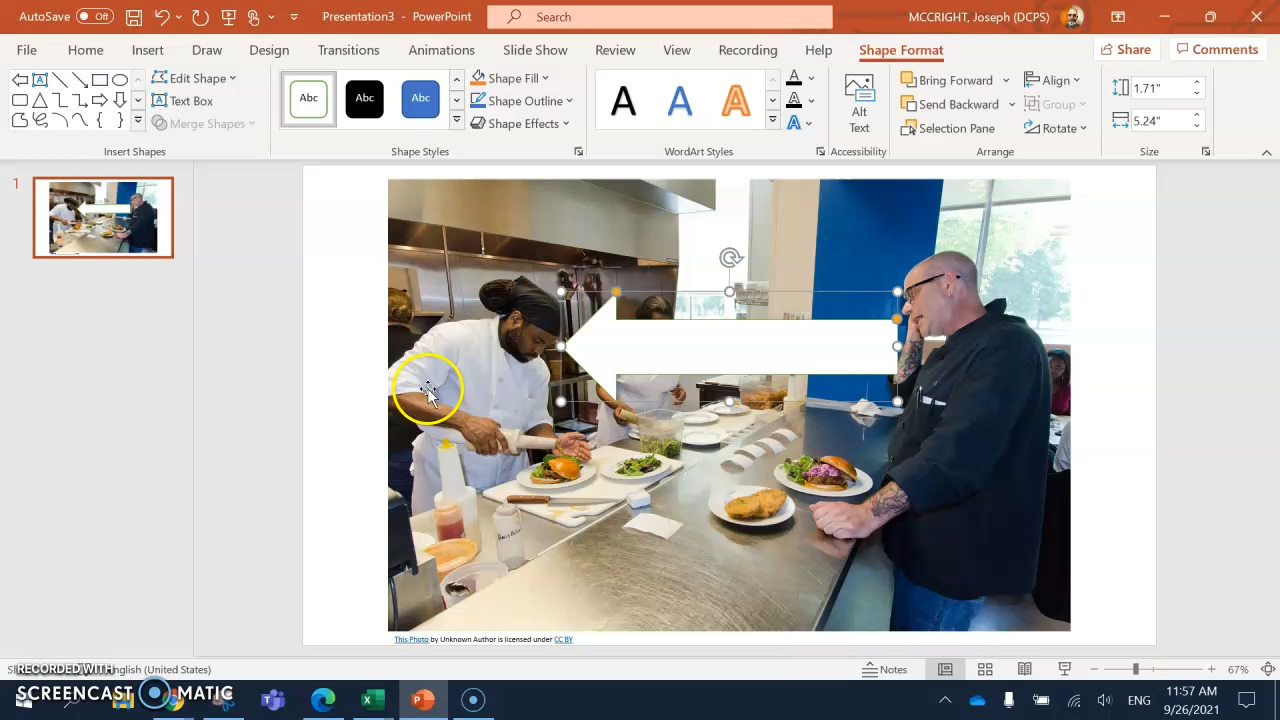 AutoSave Off Presentation3 - PowerPoint Search MCCRIGHT, Joseph (DCPS)
File Home Insert Draw Design Transitions Animations Slide Show Review View Recording Help Shape Format Share Comments
Edit Shape
Text Box
Merge Shapes
Insert Shapes
Abc Abc Abc
Shape Fill
Shape Outline
Shape Effects
Shape Styles
A A A
A
A
A
WordArt Styles
Alt
Text
Accessibility
Bring Forward
Send Backward
Selection Pane
Align
Group
Rotate
Arrange
1.71"
5.24"
Size
1
This Photo by Unknown Author is licensed under CC BY
English (United States)
Notes
67%
RECORDED WITH
SCREENCAST MATIC
ENG
11:57 AM
9/26/2021